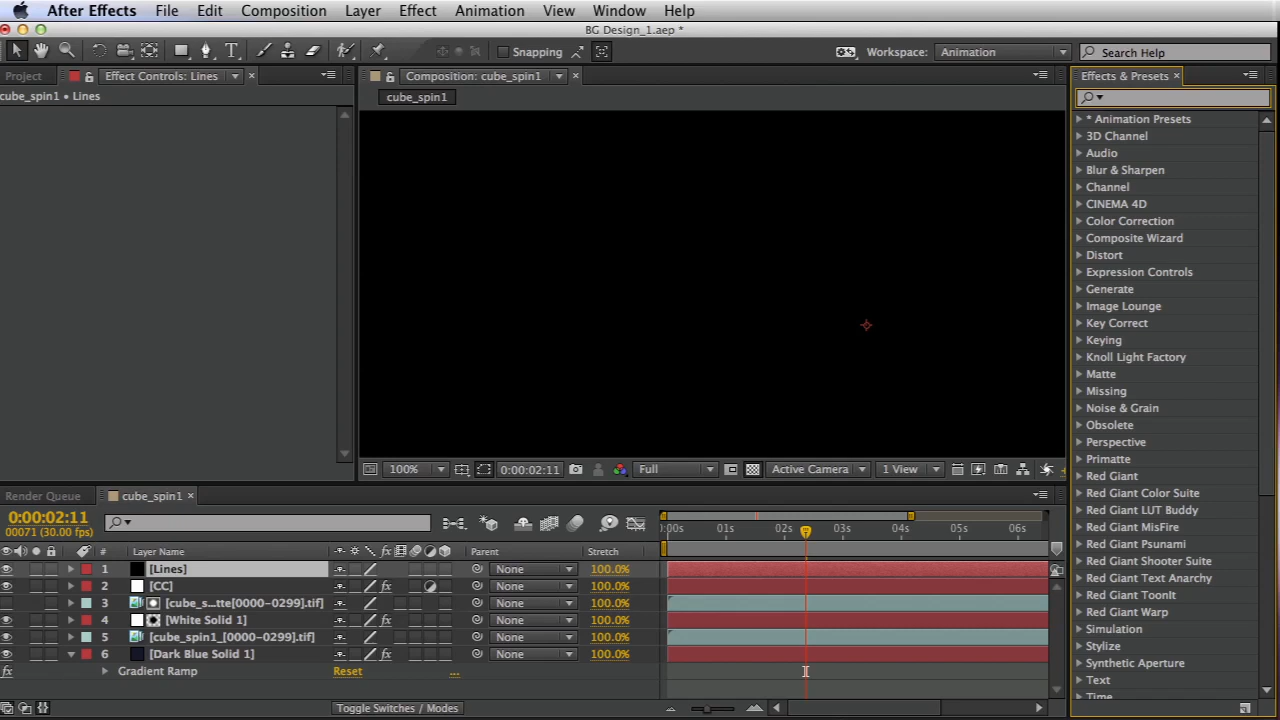 After Effects File Edit Composition Layer Effect Animation View Window Help
BG Design_1.aep *
Snapping Workspace: Animation Search Help
Project Effect Controls: Lines Composition: cube_spin1 Effects & Presets
cube_spin1 • Lines
cube_spin1
* Animation Presets
3D Channel
Audio
Blur & Sharpen
Channel
CINEMA 4D
Color Correction
Composite Wizard
Distort
Expression Controls
Generate
Image Lounge
Key Correct
Keying
Knoll Light Factory
Matte
Missing
Noise & Grain
Obsolete
Perspective
Primatte
Red Giant
Red Giant Color Suite
Red Giant LUT Buddy
Red Giant MisFire
Red Giant Psunami
Red Giant Shooter Suite
Red Giant Text Anarchy
Red Giant ToonIt
Red Giant Warp
Simulation
Stylize
Synthetic Aperture
Text
Time
100% 0:00:02:11 Full Active Camera 1 View
Render Queue cube_spin1
0:00:02:11
00071 (30.00 fps)
):00s 01s 02s 03s 04s 05s 06s
# Layer Name Parent Stretch
1 [Lines] None 100.0%
2 [CC] None 100.0%
3 [cube_s...tte[0000-0299].tif] None 100.0%
4 [White Solid 1] None 100.0%
5 [cube_spin1_[0000-0299].tif] None 100.0%
6 [Dark Blue Solid 1] None 100.0%
Gradient Ramp Reset ...
Toggle Switches / Modes